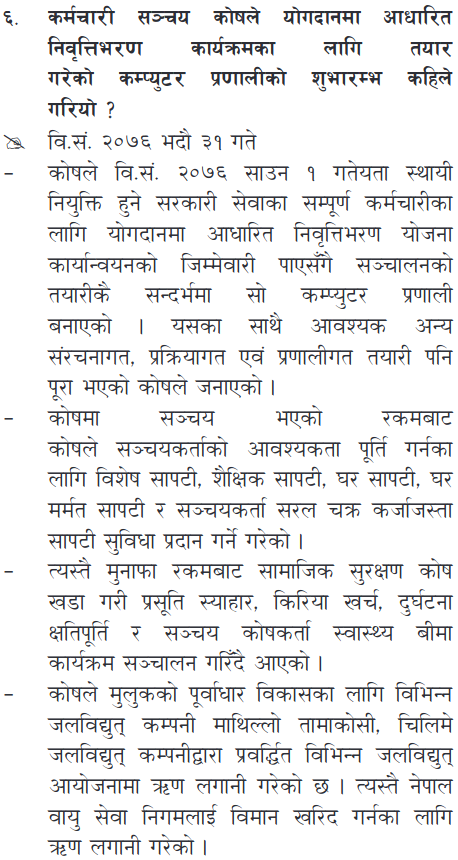 ६. कर्मचारी सञ्चय कोषले योगदानमा आधारित
निवृत्तिभरण कार्यक्रमका लागि तयार
गरेको कम्प्युटर प्रणालीको शुभारम्भ कहिले
गरियो ?
वि.सं. २०७६ भदौ ३१ गते
– कोषले वि.सं. २०७६ साउन १ गतेयता स्थायी
नियुक्ति हुने सरकारी सेवाका सम्पूर्ण कर्मचारीका
लागि योगदानमा आधारित निवृत्तिभरण योजना
कार्यान्वयनको जिम्मेवारी पाएसँगै सञ्चालनको
तयारीकै सन्दर्भमा सो कम्प्युटर प्रणाली
बनाएको । यसका साथै आवश्यक अन्य
संरचनागत, प्रक्रियागत एवं प्रणालीगत तयारी पनि
पूरा भएको कोषले जनाएको ।
– कोषमा सञ्चय भएको रकमबाट
कोषले सञ्चयकर्ताको आवश्यकता पूर्ति गर्नका
लागि विशेष सापटी, शैक्षिक सापटी, घर सापटी, घर
मर्मत सापटी र सञ्चयकर्ता सरल चक्र कर्जाजस्ता
सापटी सुविधा प्रदान गर्ने गरेको ।
– त्यस्तै मुनाफा रकमबाट सामाजिक सुरक्षण कोष
खडा गरी प्रसूति स्याहार, किरिया खर्च, दुर्घटना
क्षतिपूर्ति र सञ्चय कोषकर्ता स्वास्थ्य बीमा
कार्यक्रम सञ्चालन गरिँदै आएको ।
– कोषले मुलुकको पूर्वाधार विकासका लागि विभिन्न
जलविद्युत् कम्पनी माथिल्लो तामाकोसी, चिलिमे
जलविद्युत् कम्पनीद्वारा प्रवर्द्धित विभिन्न जलविद्युत्
आयोजनामा ऋण लगानी गरेको छ । त्यस्तै नेपाल
वायु सेवा निगमलाई विमान खरिद गर्नका लागि
ऋण लगानी गरेको ।